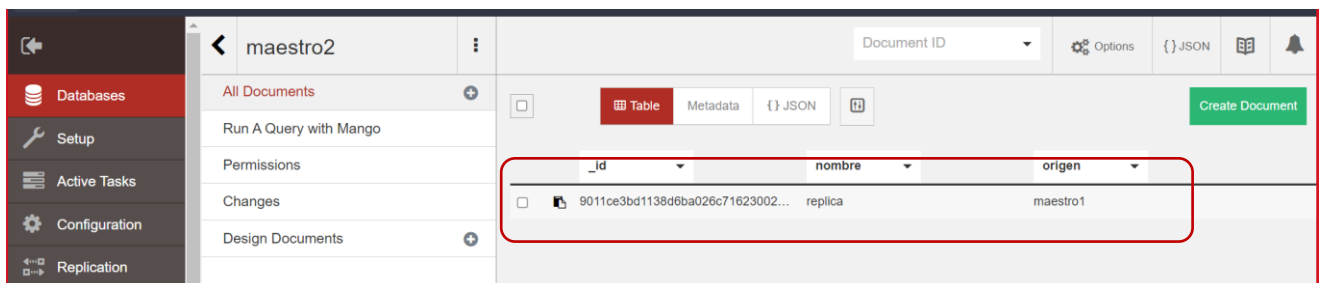 maestro2
Document ID
Options
{ } JSON
Databases
Setup
Active Tasks
Configuration
Replication
All Documents
Run A Query with Mango
Permissions
Changes
Design Documents
Table
Metadata
{ } JSON
Create Document
_id nombre origen
9011ce3bd1138d6ba026c71623002... replica maestro1